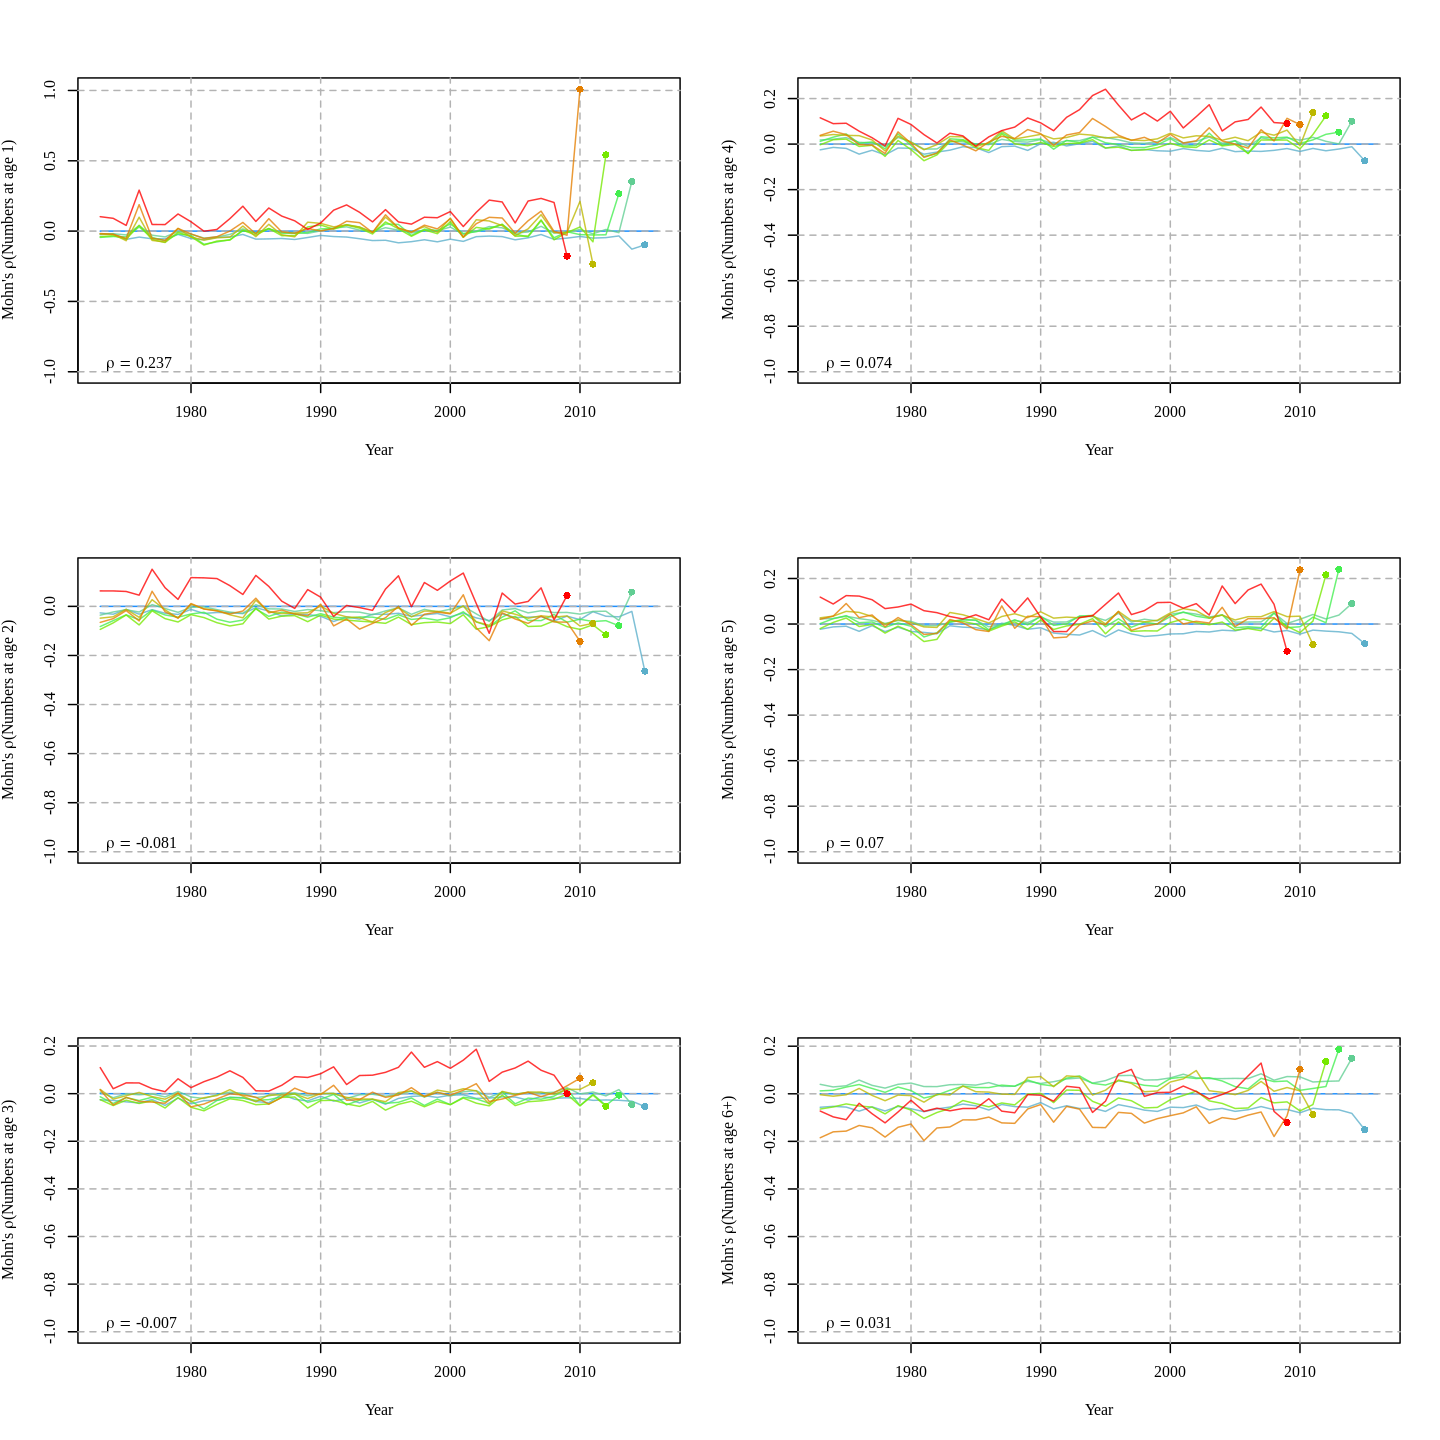 Mohn's ρ(Numbers at age 1)
1.0
0.5
0.0
-0.5
-1.0
ρ = 0.237
1980 1990 2000 2010
Year
Mohn's ρ(Numbers at age 4)
0.2
0.0
-0.2
-0.4
-0.6
-0.8
-1.0
ρ = 0.074
1980 1990 2000 2010
Year
Mohn's ρ(Numbers at age 2)
0.0
-0.2
-0.4
-0.6
-0.8
-1.0
ρ = -0.081
1980 1990 2000 2010
Year
Mohn's ρ(Numbers at age 5)
0.2
0.0
-0.2
-0.4
-0.6
-0.8
-1.0
ρ = 0.07
1980 1990 2000 2010
Year
Mohn's ρ(Numbers at age 3)
0.2
0.0
-0.2
-0.4
-0.6
-0.8
-1.0
ρ = -0.007
1980 1990 2000 2010
Year
Mohn's ρ(Numbers at age 6+)
0.2
0.0
-0.2
-0.4
-0.6
-0.8
-1.0
ρ = 0.031
1980 1990 2000 2010
Year